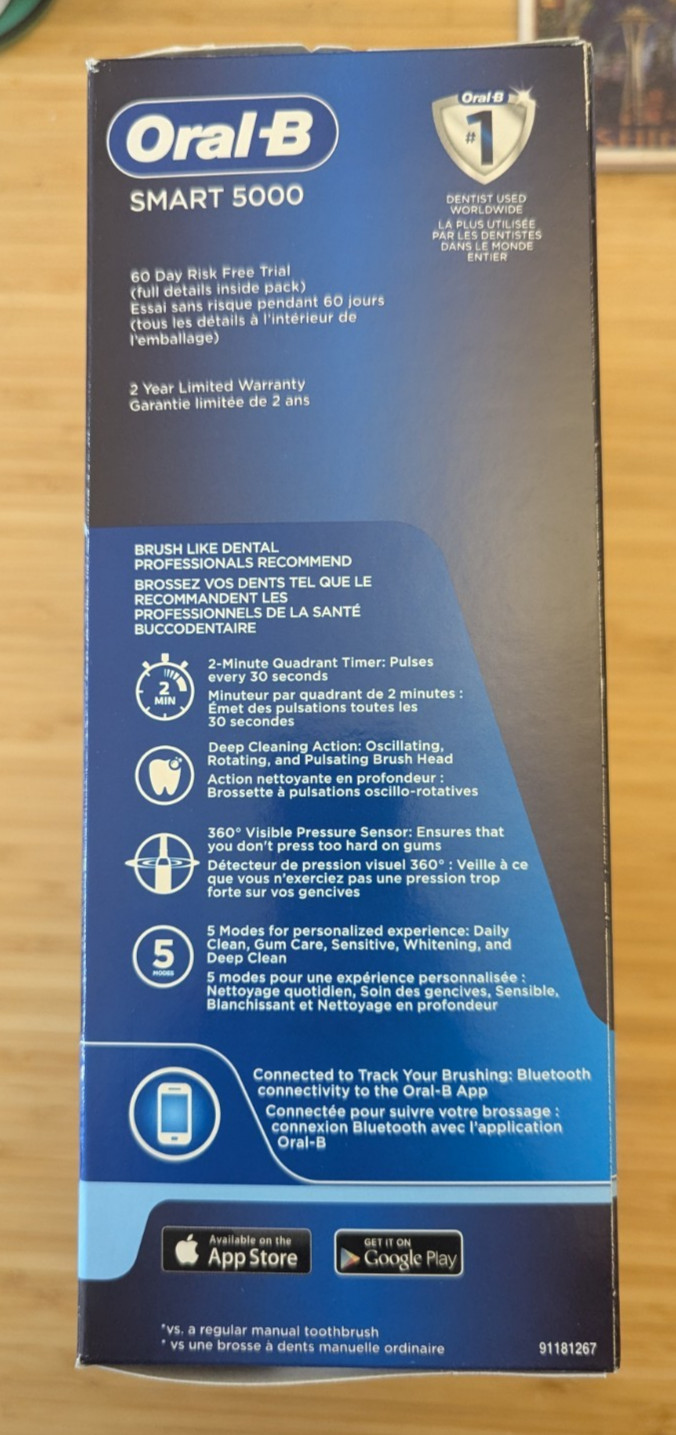 Oral-B
SMART 5000
Oral-B
#1
DENTIST USED
WORLDWIDE
LA PLUS UTILISÉE
PAR LES DENTISTES
DANS LE MONDE
ENTIER
60 Day Risk Free Trial
(full details inside pack)
Essai sans risque pendant 60 jours
(tous les détails à l'intérieur de
l'emballage)
2 Year Limited Warranty
Garantie limitée de 2 ans
BRUSH LIKE DENTAL
PROFESSIONALS RECOMMEND
BROSSEZ VOS DENTS TEL QUE LE
RECOMMANDENT LES
PROFESSIONNELS DE LA SANTÉ
BUCCODENTAIRE
2
MIN
2-Minute Quadrant Timer: Pulses
every 30 seconds
Minuteur par quadrant de 2 minutes :
Émet des pulsations toutes les
30 secondes
Deep Cleaning Action: Oscillating,
Rotating, and Pulsating Brush Head
Action nettoyante en profondeur :
Brossette à pulsations oscillo-rotatives
360° Visible Pressure Sensor: Ensures that
you don't press too hard on gums
Détecteur de pression visuel 360° : Veille à ce
que vous n'exerciez pas une pression trop
forte sur vos gencives
5
MODES
5 Modes for personalized experience: Daily
Clean, Gum Care, Sensitive, Whitening, and
Deep Clean
5 modes pour une expérience personnalisée :
Nettoyage quotidien, Soin des gencives, Sensible,
Blanchissant et Nettoyage en profondeur
Connected to Track Your Brushing: Bluetooth
connectivity to the Oral-B App
Connectée pour suivre votre brossage :
connexion Bluetooth avec l'application
Oral-B
Available on the
App Store
GET IT ON
Google Play
*vs. a regular manual toothbrush
* vs une brosse à dents manuelle ordinaire
91181267